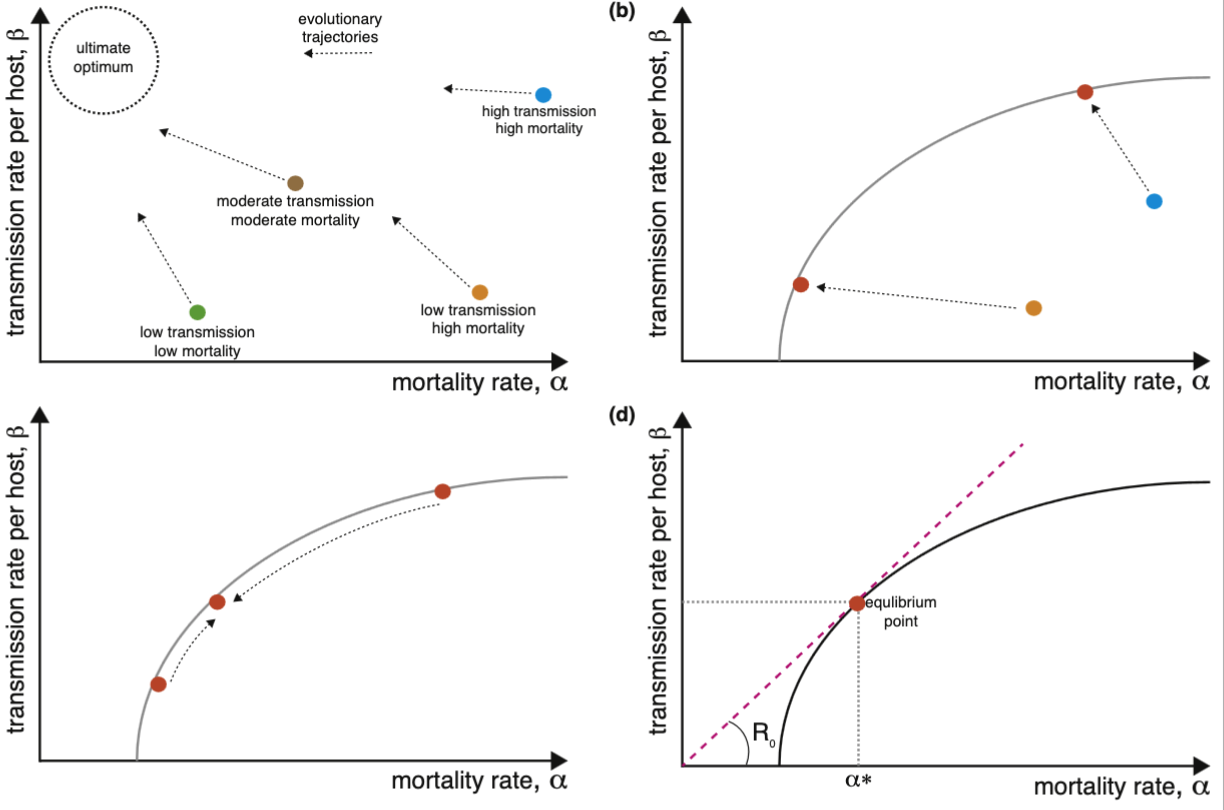 transmission rate per host, β
ultimate
optimum
evolutionary
trajectories
high transmission
high mortality
moderate transmission
moderate mortality
low transmission
high mortality
low transmission
low mortality
mortality rate, α
(b)
transmission rate per host, β
mortality rate, α
transmission rate per host, β
mortality rate, α
(d)
transmission rate per host, β
equlibrium
point
R₀
α*
mortality rate, α